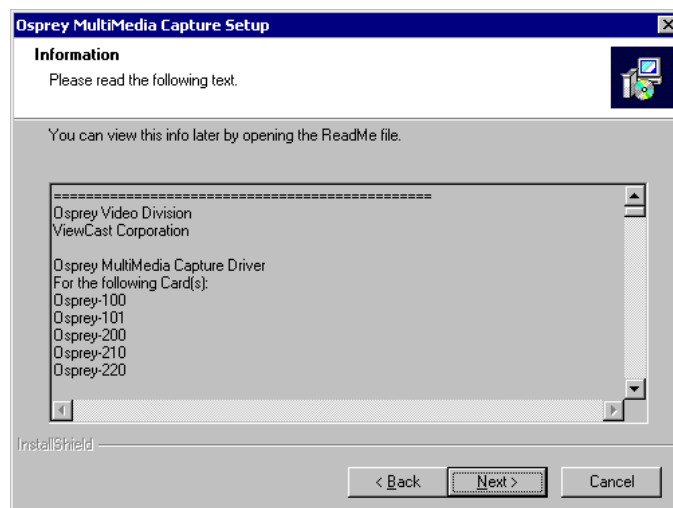 Osprey MultiMedia Capture Setup
Information
Please read the following text.
You can view this info later by opening the ReadMe file.
===============================================
Osprey Video Division
ViewCast Corporation
Osprey MultiMedia Capture Driver
For the following Card(s):
Osprey-100
Osprey-101
Osprey-200
Osprey-210
Osprey-220
InstallShield
< Back
Next >
Cancel